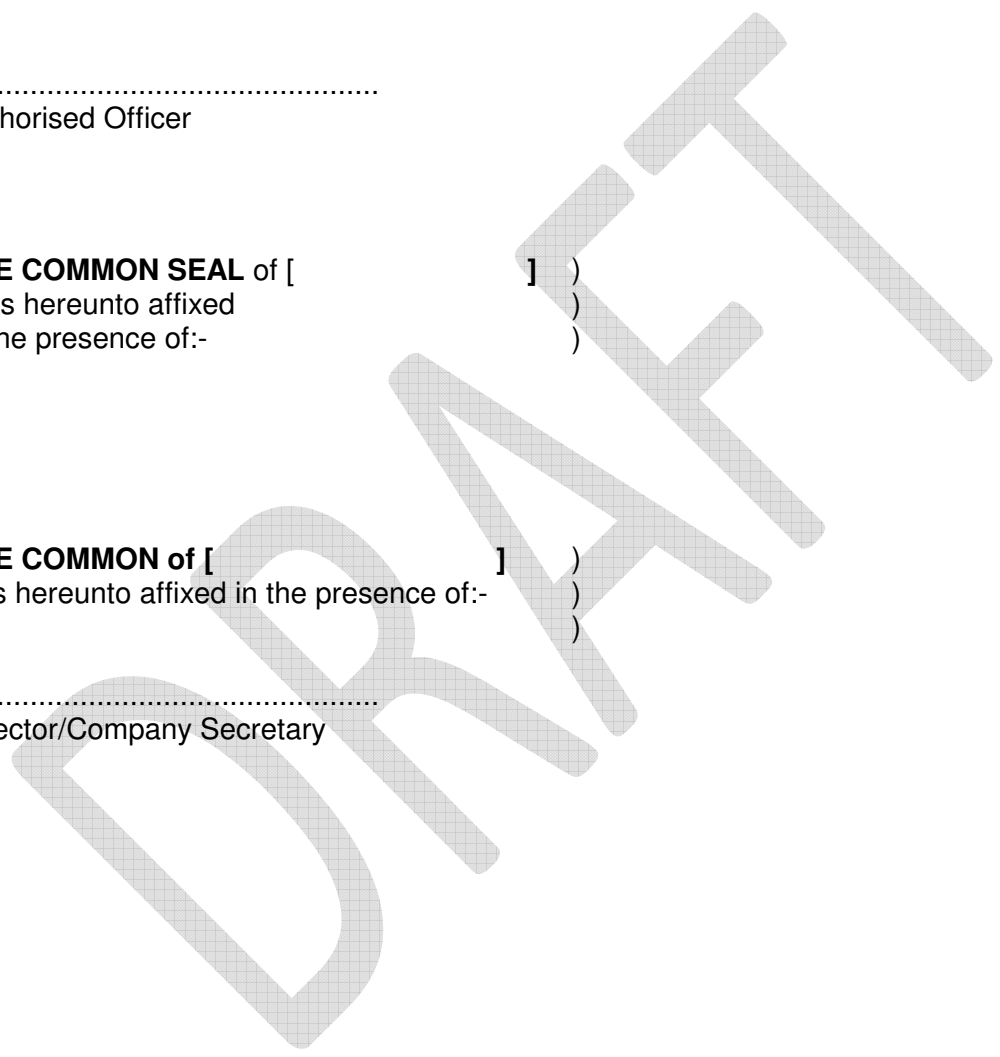 ...............................................
horised Officer
E COMMON SEAL of [ ] )
s hereunto affixed )
he presence of:- )
E COMMON of [ ] )
s hereunto affixed in the presence of:- )
)
...............................................
ector/Company Secretary
DRAFT